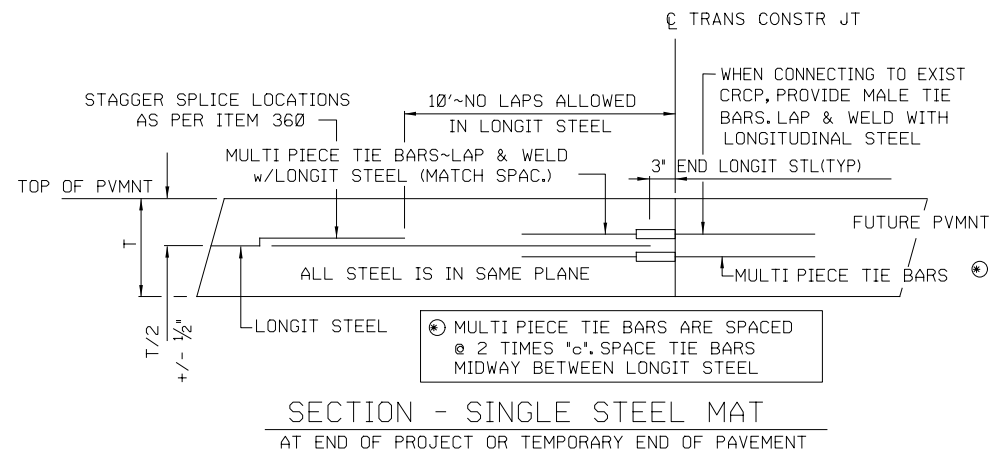 ℄ TRANS CONSTR JT
STAGGER SPLICE LOCATIONS
AS PER ITEM 360
10'~NO LAPS ALLOWED
IN LONGIT STEEL
WHEN CONNECTING TO EXIST
CRCP, PROVIDE MALE TIE
BARS. LAP & WELD WITH
LONGITUDINAL STEEL
MULTI PIECE TIE BARS~LAP & WELD
w/LONGIT STEEL (MATCH SPAC.)
3" END LONGIT STL(TYP)
TOP OF PVMNT
FUTURE PVMNT
T
ALL STEEL IS IN SAME PLANE
MULTI PIECE TIE BARS ⊛
T/2
+/- ½"
LONGIT STEEL
⊛ MULTI PIECE TIE BARS ARE SPACED
@ 2 TIMES "c". SPACE TIE BARS
MIDWAY BETWEEN LONGIT STEEL
SECTION - SINGLE STEEL MAT
AT END OF PROJECT OR TEMPORARY END OF PAVEMENT